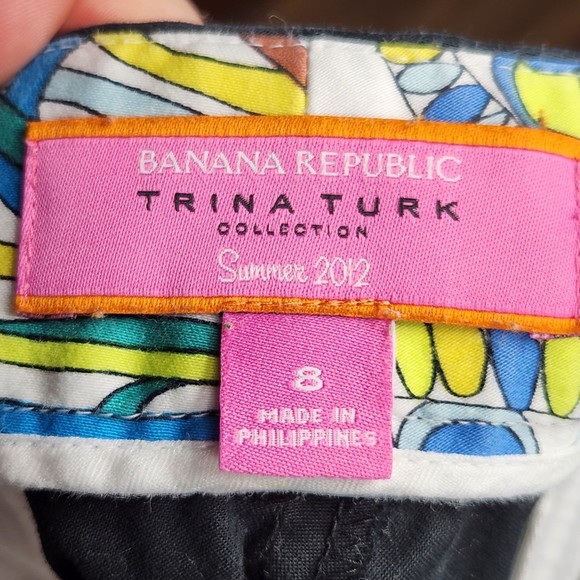 BANANA REPUBLIC
TRINA TURK
COLLECTION
Summer 2012
8
MADE IN
PHILIPPINES